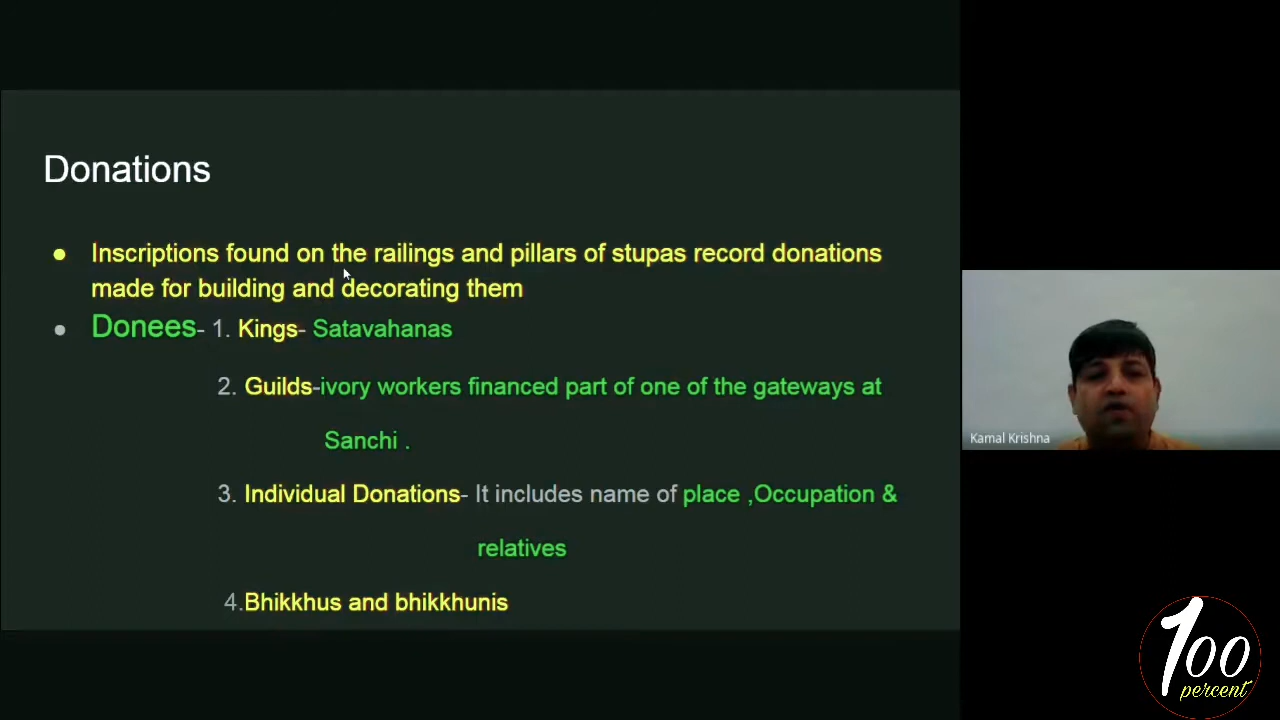 Donations
● Inscriptions found on the railings and pillars of stupas record donations
made for building and decorating them
● Donees- 1. Kings- Satavahanas
2. Guilds-ivory workers financed part of one of the gateways at
Sanchi .
3. Individual Donations- It includes name of place ,Occupation &
relatives
4.Bhikkhus and bhikkhunis
Kamal Krishna
100
percent